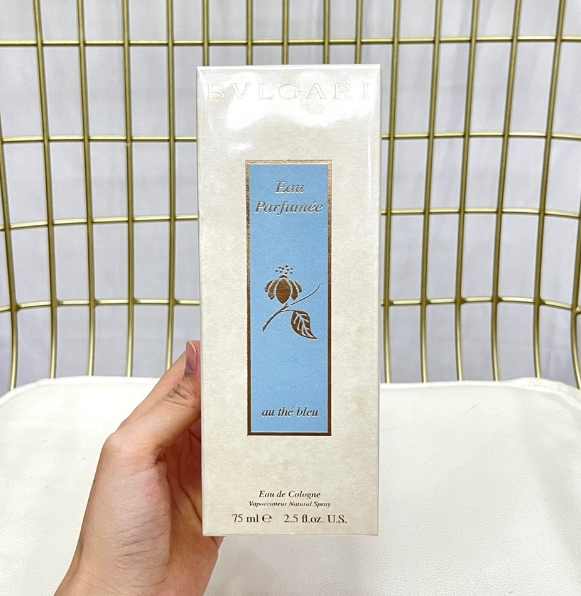 BVLGARI
Eau
Parfumée
au thé bleu
Eau de Cologne
Vaporisateur Natural Spray
75 ml ℮ 2.5 fl.oz. U.S.